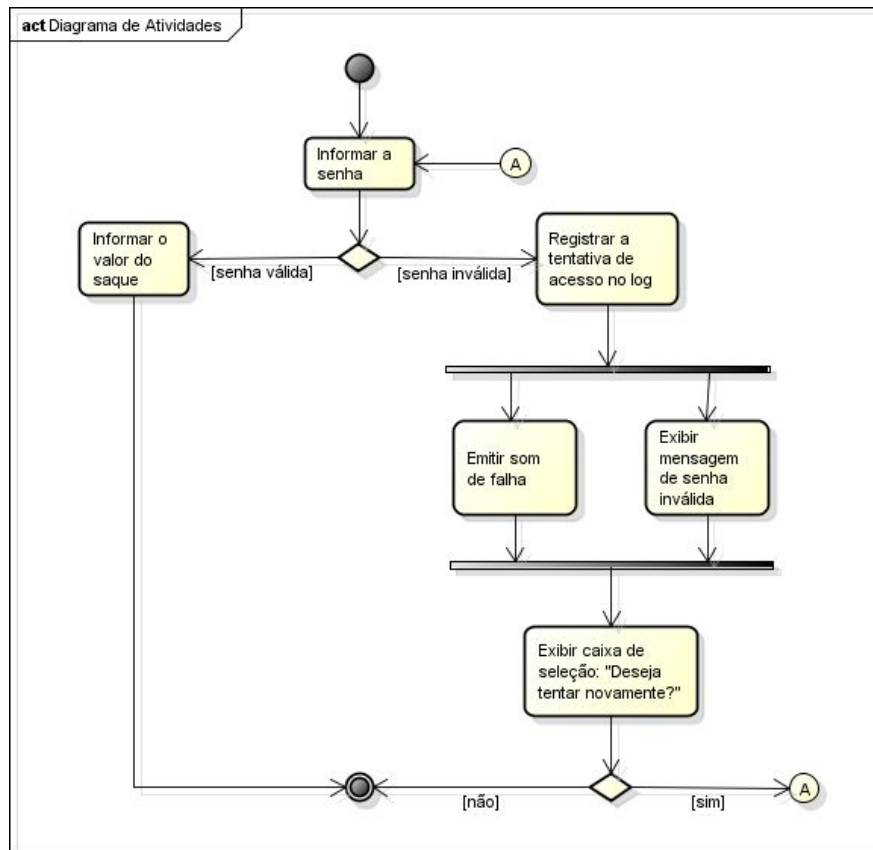 act Diagrama de Atividades
Informar a
senha
A
Informar o
valor do
saque
[senha válida]
[senha inválida]
Registrar a
tentativa de
acesso no log
Emitir som
de falha
Exibir
mensagem
de senha
inválida
Exibir caixa de
seleção: "Deseja
tentar novamente?"
[não]
[sim]
A